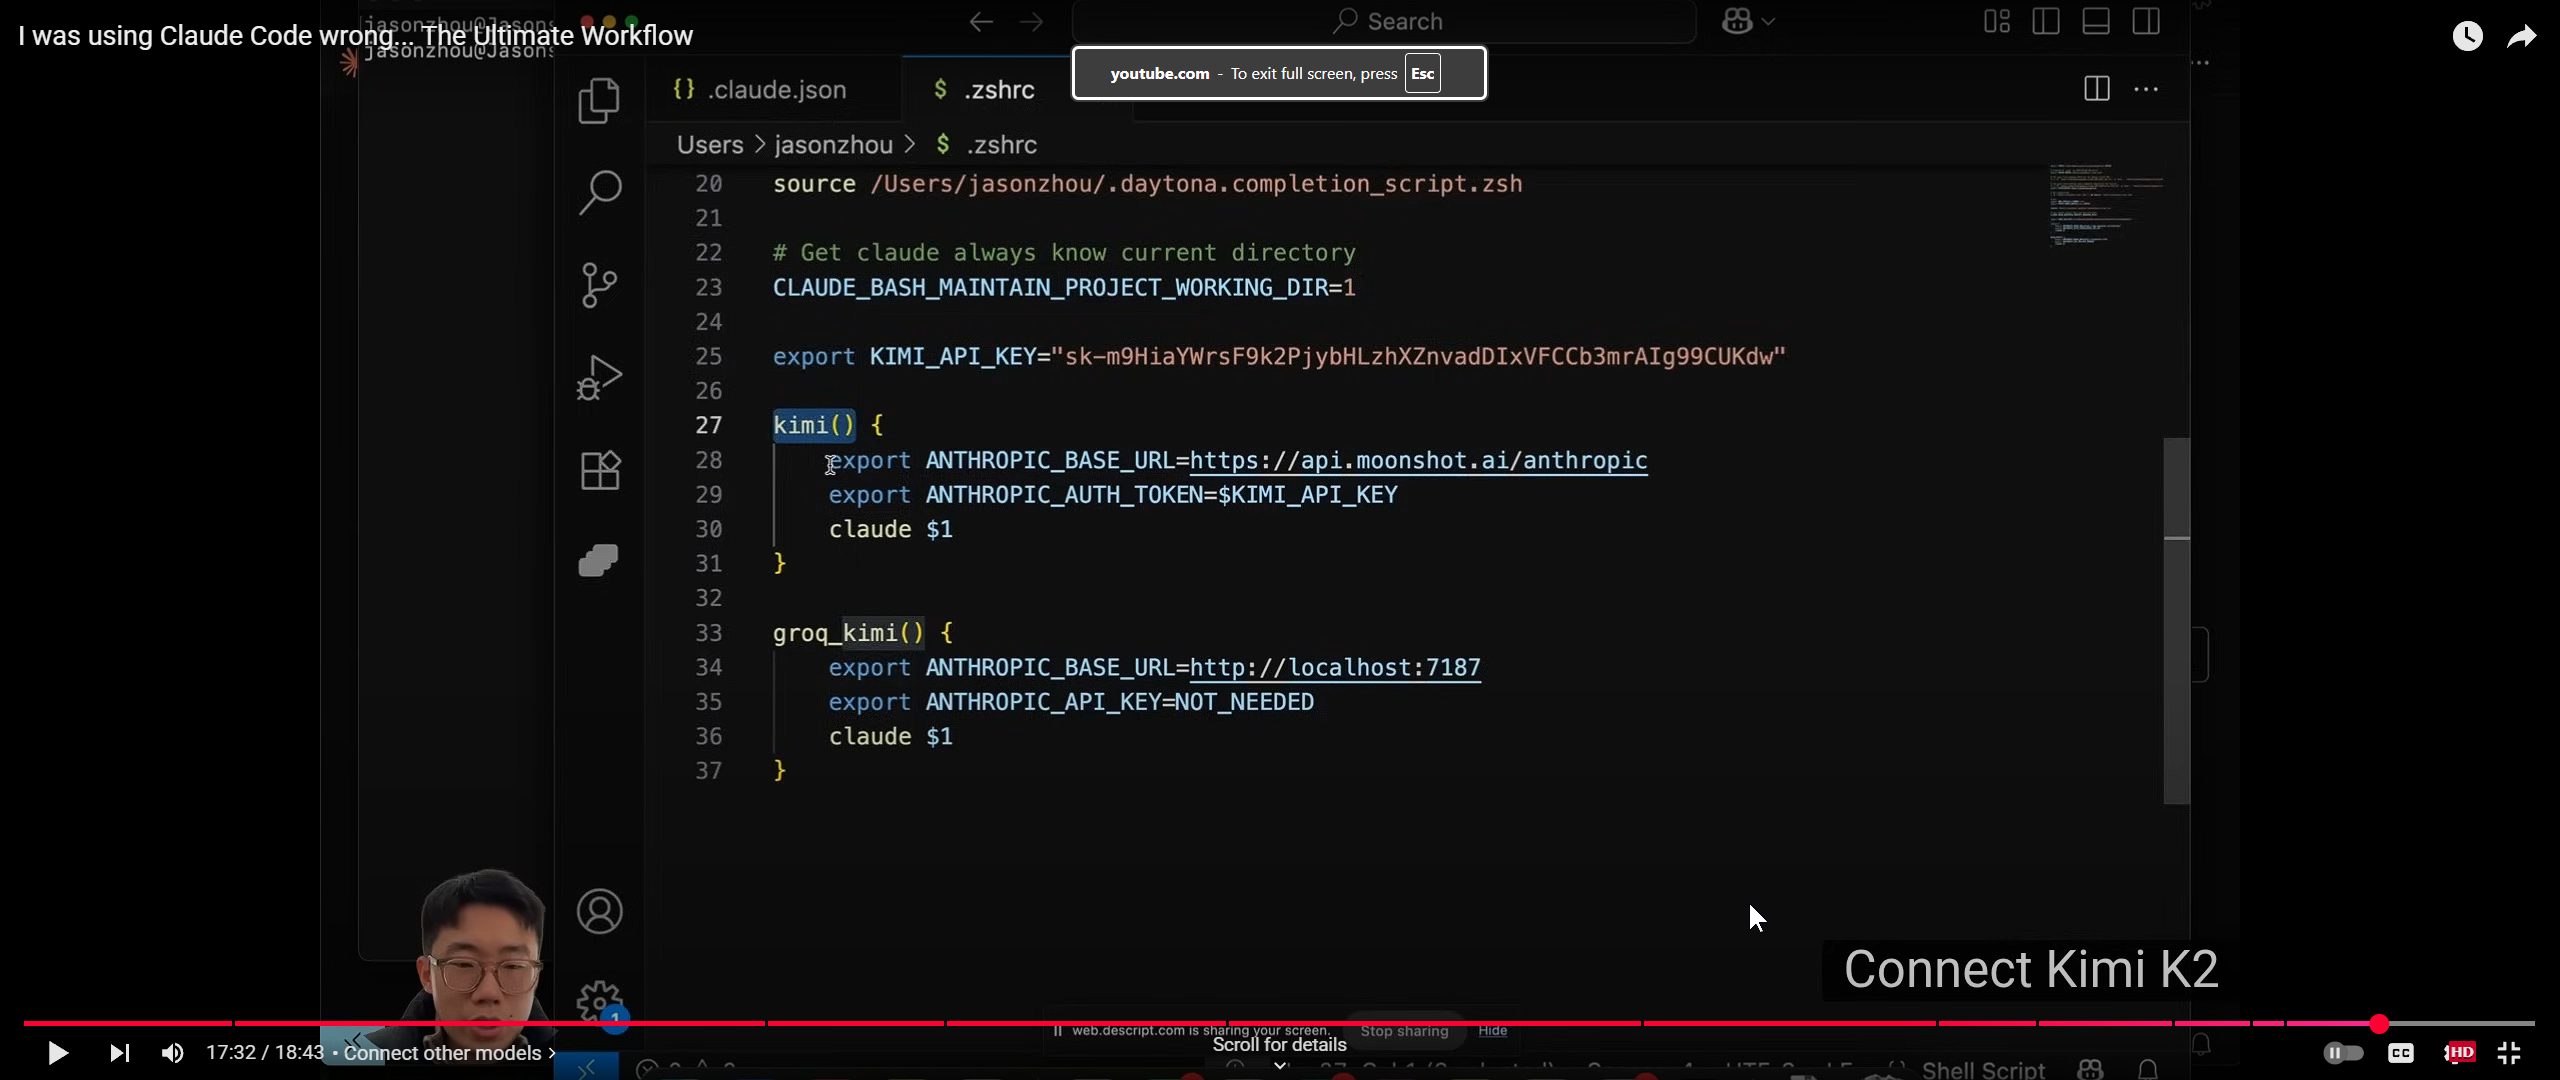 I was using Claude Code wrong... The Ultimate Workflow
Search
youtube.com - To exit full screen, press Esc
{} .claude.json
$ .zshrc
Users > jasonzhou > $ .zshrc
20 source /Users/jasonzhou/.daytona.completion_script.zsh
21
22 # Get claude always know current directory
23 CLAUDE_BASH_MAINTAIN_PROJECT_WORKING_DIR=1
24
25 export KIMI_API_KEY="sk-m9HiaYWrsF9k2PjybHLzhXZnvadDIxVFCCb3mrAIg99CUKdw"
26
27 kimi() {
28 export ANTHROPIC_BASE_URL=https://api.moonshot.ai/anthropic
29 export ANTHROPIC_AUTH_TOKEN=$KIMI_API_KEY
30 claude $1
31 }
32
33 groq_kimi() {
34 export ANTHROPIC_BASE_URL=http://localhost:7187
35 export ANTHROPIC_API_KEY=NOT_NEEDED
36 claude $1
37 }
Connect Kimi K2
1
web.descript.com is sharing your screen. Stop sharing Hide
17:32 / 18:43 • Connect other models >
Scroll for details
CC
HD
Shell Script